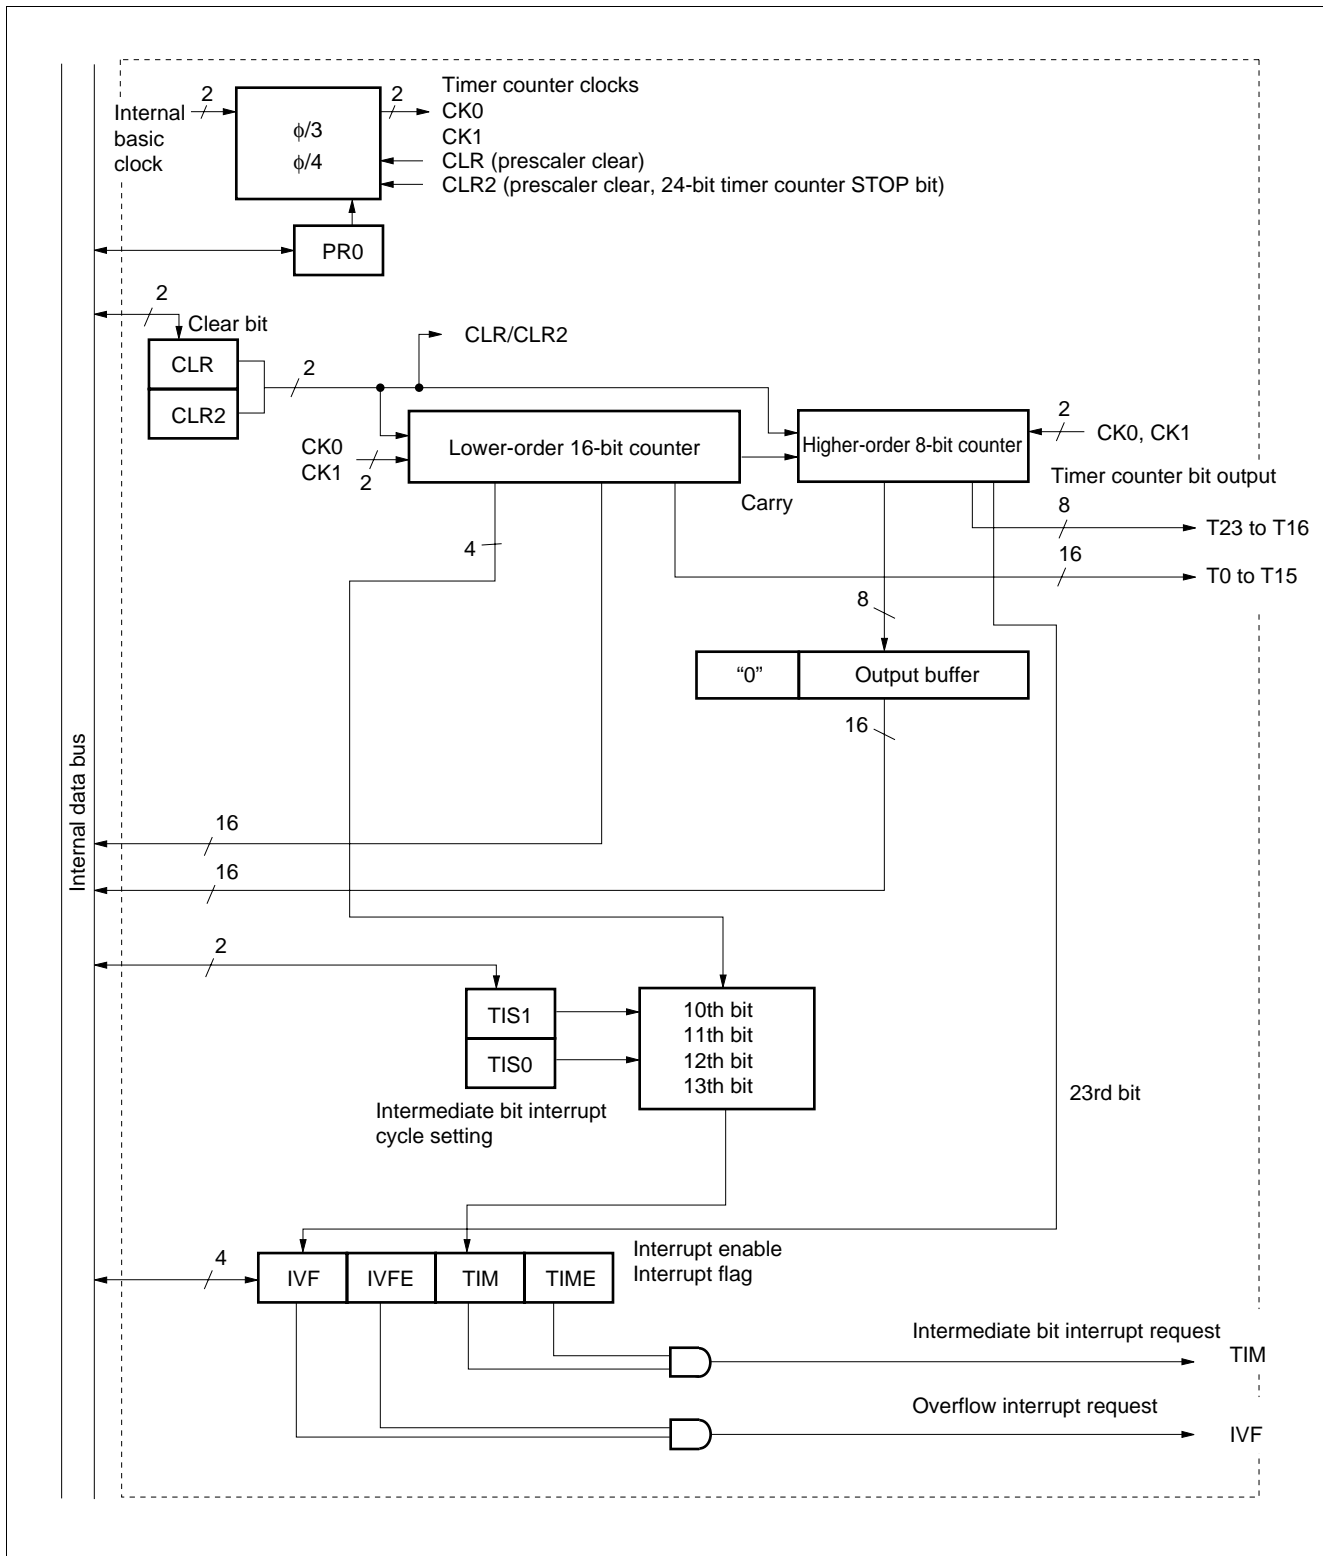 Timer counter clocks
2
2
Internal
basic
clock
ϕ/3
ϕ/4
CK0
CK1
CLR (prescaler clear)
CLR2 (prescaler clear, 24-bit timer counter STOP bit)
PR0
2
Clear bit
CLR
CLR2
2
CLR/CLR2
CK0
CK1
2
Lower-order 16-bit counter
Carry
Higher-order 8-bit counter
2
CK0, CK1
Timer counter bit output
8
T23 to T16
16
T0 to T15
4
8
“0”
Output buffer
16
Internal data bus
16
16
2
TIS1
TIS0
10th bit
11th bit
12th bit
13th bit
Intermediate bit interrupt
cycle setting
23rd bit
4
IVF
IVFE
TIM
TIME
Interrupt enable
Interrupt flag
Intermediate bit interrupt request
TIM
Overflow interrupt request
IVF